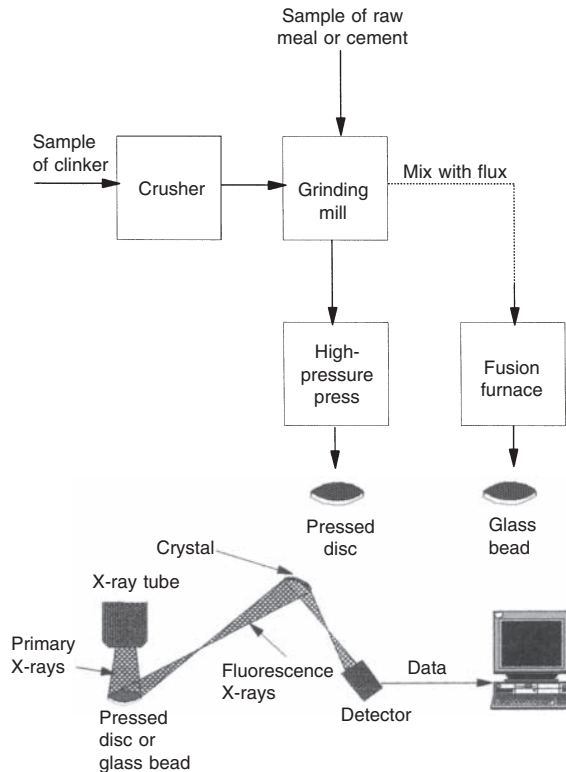 Sample of raw
meal or cement
Sample
of clinker
Crusher
Grinding
mill
Mix with flux
High-
pressure
press
Fusion
furnace
Pressed
disc
Glass
bead
Crystal
X-ray tube
Primary
X-rays
Fluorescence
X-rays
Data
Detector
Pressed
disc or
glass bead